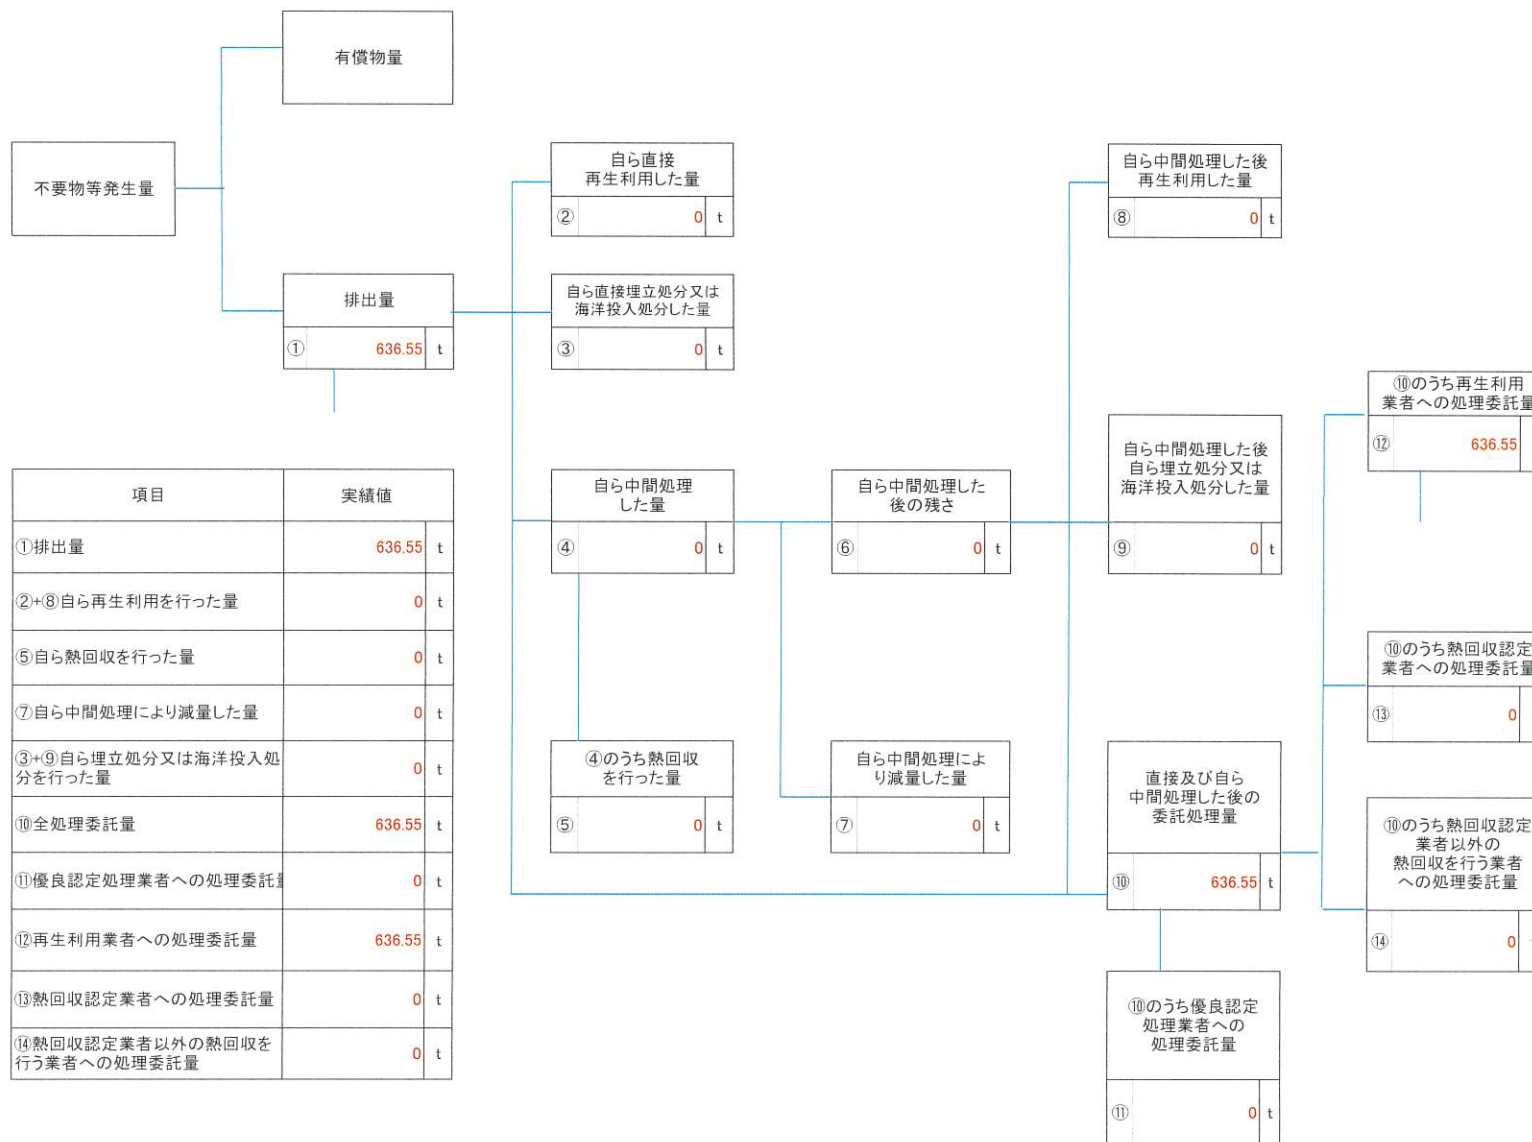 有償物量
不要物等発生量
排出量
① 636.55 t
自ら直接
再生利用した量
② 0 t
自ら直接埋立処分又は
海洋投入処分した量
③ 0 t
自ら中間処理
した量
④ 0 t
④のうち熱回収
を行った量
⑤ 0 t
自ら中間処理した
後の残さ
⑥ 0 t
自ら中間処理によ
り減量した量
⑦ 0 t
自ら中間処理した後
再生利用した量
⑧ 0 t
自ら中間処理した後
自ら埋立処分又は
海洋投入処分した量
⑨ 0 t
直接及び自ら
中間処理した後の
委託処理量
⑩ 636.55 t
⑩のうち優良認定
処理業者への
処理委託量
⑪ 0 t
⑩のうち再生利用
業者への処理委託量
⑫ 636.55
⑩のうち熱回収認定
業者への処理委託量
⑬ 0
⑩のうち熱回収認定
業者以外の
熱回収を行う業者
への処理委託量
⑭ 0
項目 実績値
①排出量 636.55 t
②+⑧自ら再生利用を行った量 0 t
⑤自ら熱回収を行った量 0 t
⑦自ら中間処理により減量した量 0 t
③+⑨自ら埋立処分又は海洋投入処
分を行った量 0 t
⑩全処理委託量 636.55 t
⑪優良認定処理業者への処理委託 0 t
⑫再生利用業者への処理委託量 636.55 t
⑬熱回収認定業者への処理委託量 0 t
⑭熱回収認定業者以外の熱回収を
行う業者への処理委託量 0 t